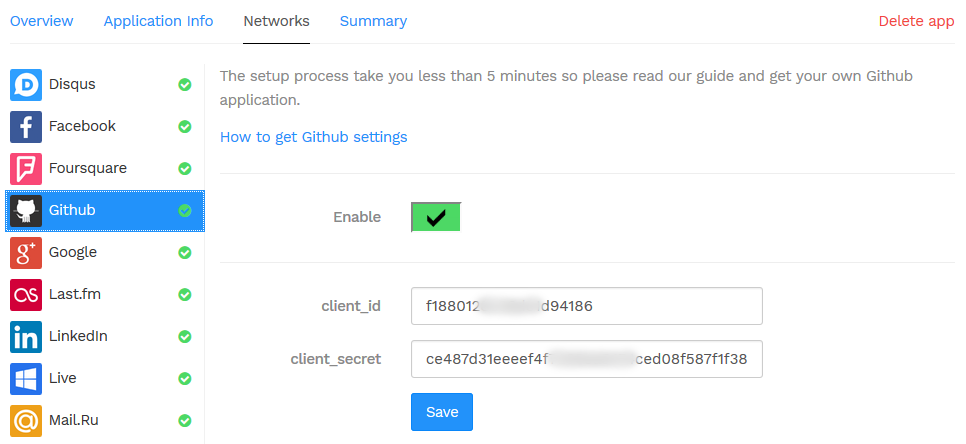 Overview Application Info Networks Summary Delete app
Disqus
Facebook
Foursquare
Github
Google
Last.fm
LinkedIn
Live
Mail.Ru
The setup process take you less than 5 minutes so please read our guide and get your own Github
application.
How to get Github settings
Enable
client_id f188012 d94186
client_secret ce487d31eeeef4f ced08f587f1f38
Save